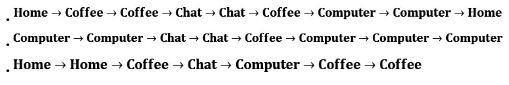 . Home → Coffee → Coffee → Chat → Chat → Coffee → Computer → Computer → Home
. Computer → Computer → Chat → Chat → Coffee → Computer → Computer → Computer
. Home → Home → Coffee → Chat → Computer → Coffee → Coffee